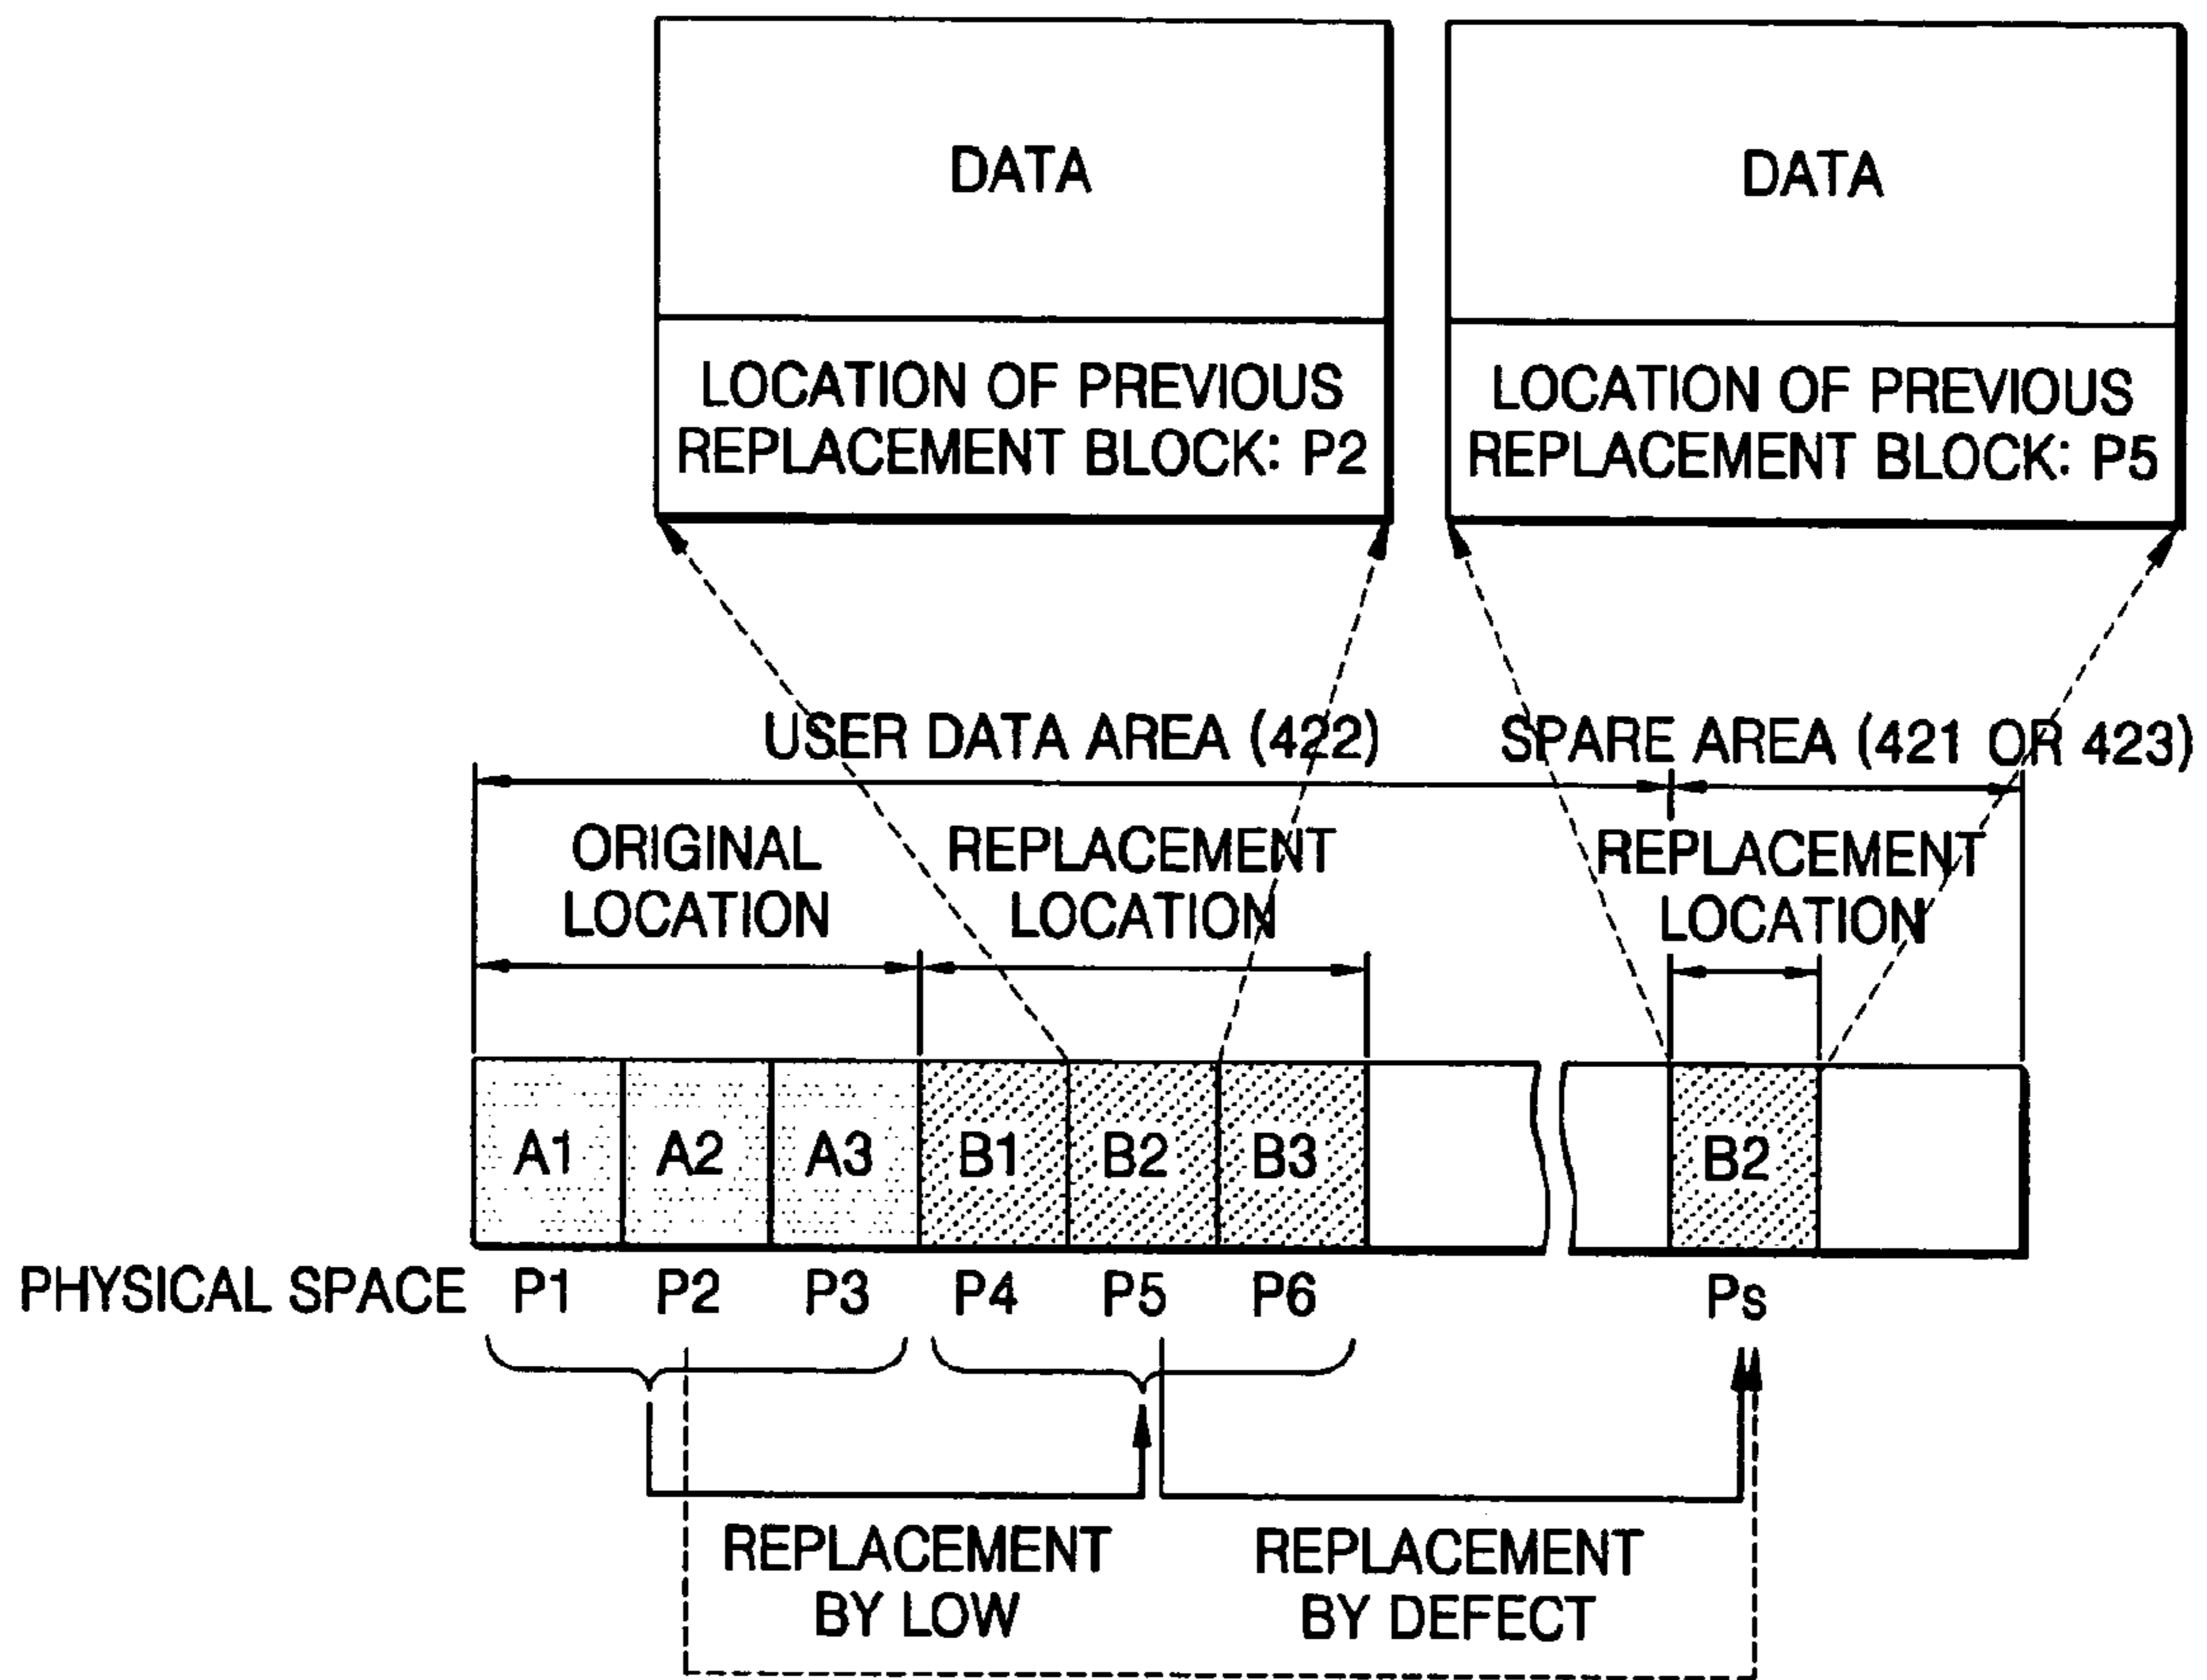 DATA
LOCATION OF PREVIOUS
REPLACEMENT BLOCK: P2
DATA
LOCATION OF PREVIOUS
REPLACEMENT BLOCK: P5
USER DATA AREA (422)
SPARE AREA (421 OR 423)
ORIGINAL
LOCATION
REPLACEMENT
LOCATION
REPLACEMENT
LOCATION
A1 A2 A3 B1 B2 B3 B2
PHYSICAL SPACE P1 P2 P3 P4 P5 P6 Ps
REPLACEMENT
BY LOW
REPLACEMENT
BY DEFECT